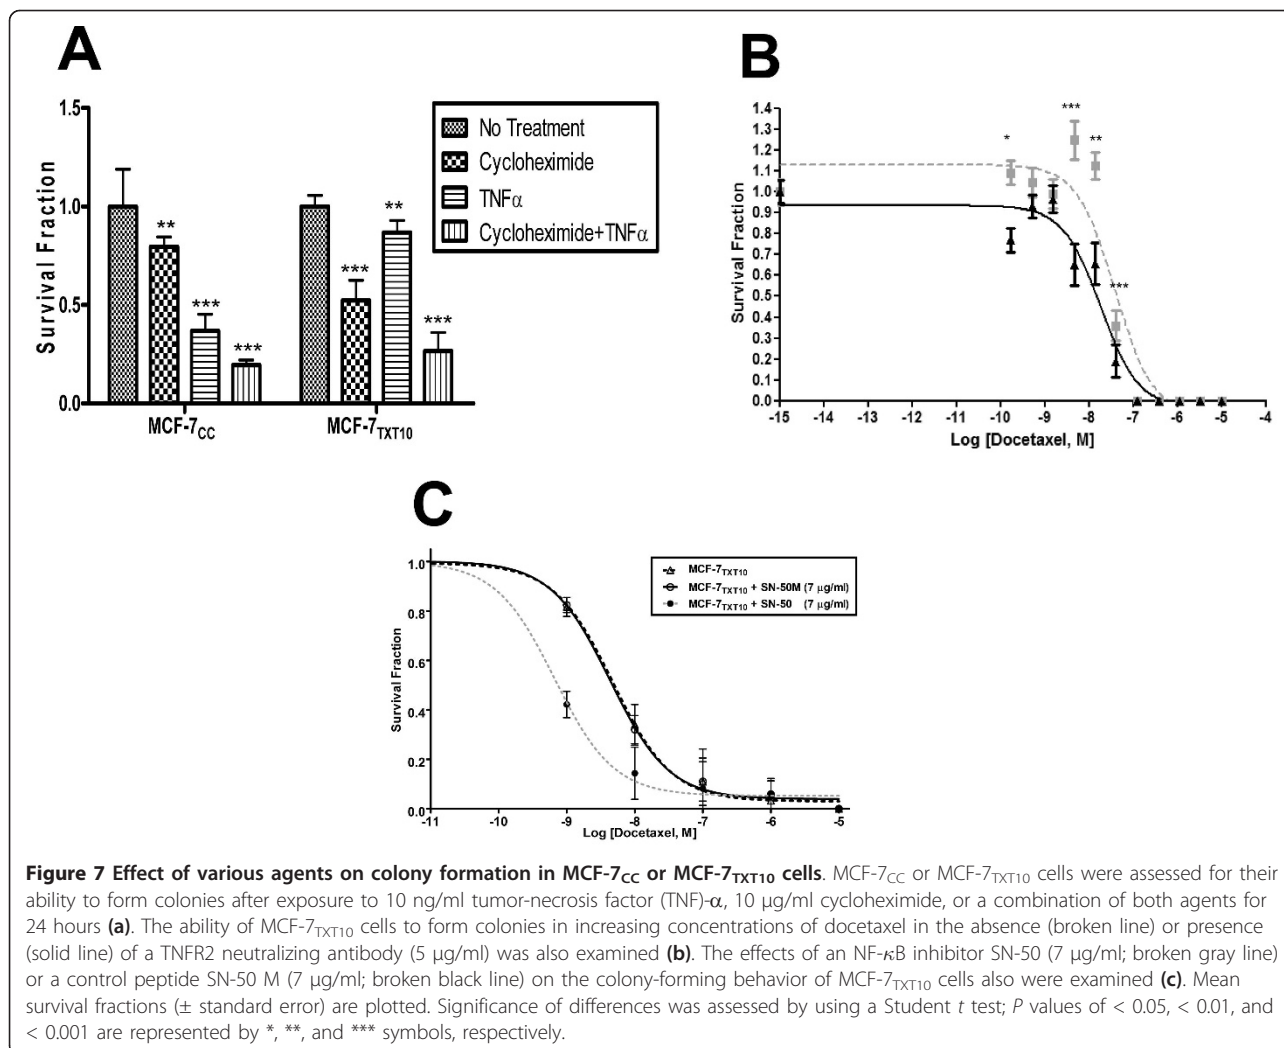 A
1.5
1.0
0.5
0.0
Survival Fraction
No Treatment
Cycloheximide
TNFα
Cycloheximide+TNFα
**
***
***
***
**
***
MCF-7CC
MCF-7TXT10
B
1.4
1.3
1.2
1.1
1.0
0.9
0.8
0.7
0.6
0.5
0.4
0.3
0.2
0.1
0.0
Survival Fraction
*
***
**
***
-15 -14 -13 -12 -11 -10 -9 -8 -7 -6 -5 -4
Log [Docetaxel, M]
C
1.0
0.8
0.6
0.4
0.2
0.0
Survival Fraction
MCF-7TXT10
MCF-7TXT10 + SN-50M (7 µg/ml)
MCF-7TXT10 + SN-50 (7 µg/ml)
-11 -10 -9 -8 -7 -6 -5
Log [Docetaxel, M]
Figure 7 Effect of various agents on colony formation in MCF-7CC or MCF-7TXT10 cells. MCF-7CC or MCF-7TXT10 cells were assessed for their
ability to form colonies after exposure to 10 ng/ml tumor-necrosis factor (TNF)-α, 10 µg/ml cycloheximide, or a combination of both agents for
24 hours (a). The ability of MCF-7TXT10 cells to form colonies in increasing concentrations of docetaxel in the absence (broken line) or presence
(solid line) of a TNFR2 neutralizing antibody (5 µg/ml) was also examined (b). The effects of an NF-κB inhibitor SN-50 (7 µg/ml; broken gray line)
or a control peptide SN-50 M (7 µg/ml; broken black line) on the colony-forming behavior of MCF-7TXT10 cells also were examined (c). Mean
survival fractions (± standard error) are plotted. Significance of differences was assessed by using a Student t test; P values of < 0.05, < 0.01, and
< 0.001 are represented by *, **, and *** symbols, respectively.